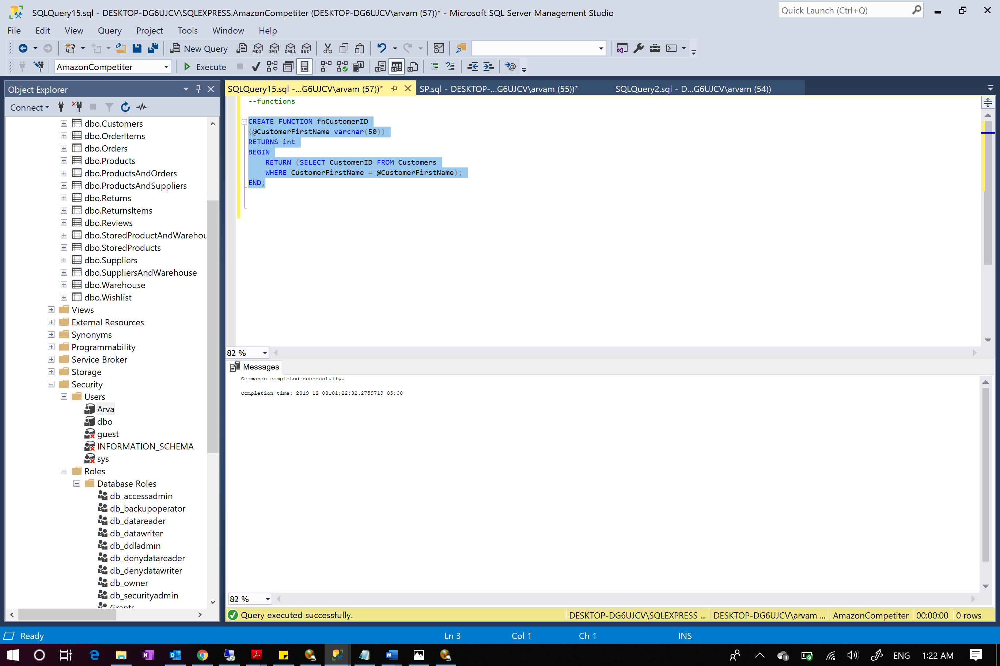 SQLQuery15.sql - DESKTOP-DG6UJCV\SQLEXPRESS.AmazonCompetiter (DESKTOP-DG6UJCV\arvam (57))* - Microsoft SQL Server Management Studio
Quick Launch (Ctrl+Q)
File Edit View Query Project Tools Window Help
New Query MDX DMX XMLA DAX
AmazonCompetiter Execute
Object Explorer
Connect
dbo.Customers
dbo.OrderItems
dbo.Orders
dbo.Products
dbo.ProductsAndOrders
dbo.ProductsAndSuppliers
dbo.Returns
dbo.ReturnsItems
dbo.Reviews
dbo.StoredProductAndWarehou
dbo.StoredProducts
dbo.Suppliers
dbo.SuppliersAndWarehouse
dbo.Warehouse
dbo.Wishlist
Views
External Resources
Synonyms
Programmability
Service Broker
Storage
Security
Users
Arva
dbo
guest
INFORMATION_SCHEMA
sys
Roles
Database Roles
db_accessadmin
db_backupoperator
db_datareader
db_datawriter
db_ddladmin
db_denydatareader
db_denydatawriter
db_owner
db_securityadmin
Grants
SQLQuery15.sql -...G6UJCV\arvam (57))* SP.sql - DESKTOP-...G6UJCV\arvam (55))* SQLQuery2.sql - D...G6UJCV\arvam (54))
--functions
CREATE FUNCTION fnCustomerID
(@CustomerFirstName varchar(50))
RETURNS int
BEGIN
RETURN (SELECT CustomerID FROM Customers
WHERE CustomerFirstName = @CustomerFirstName);
END;
82 %
Messages
Commands completed successfully.
Completion time: 2019-12-08T01:22:32.2759719-05:00
82 %
Query executed successfully. DESKTOP-DG6UJCV\SQLEXPRESS ... DESKTOP-DG6UJCV\arvam ... AmazonCompetiter 00:00:00 0 rows
Ready Ln 3 Col 1 Ch 1 INS
ENG 1:22 AM